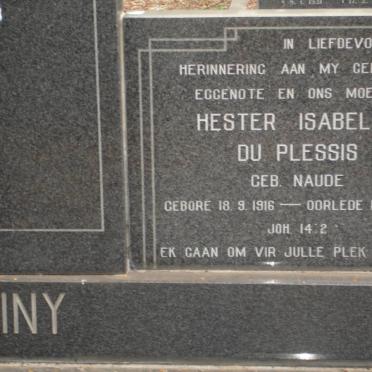 IN LIEFDEVO
HERINNERING AAN MY GE
EGGENOTE EN ONS MOE
HESTER ISABEL
DU PLESSIS
GEB. NAUDE
GEBORE 18.9.1916 — OORLEDE
JOH. 14:2
EK GAAN OM VIR JULLE PLEK
INY